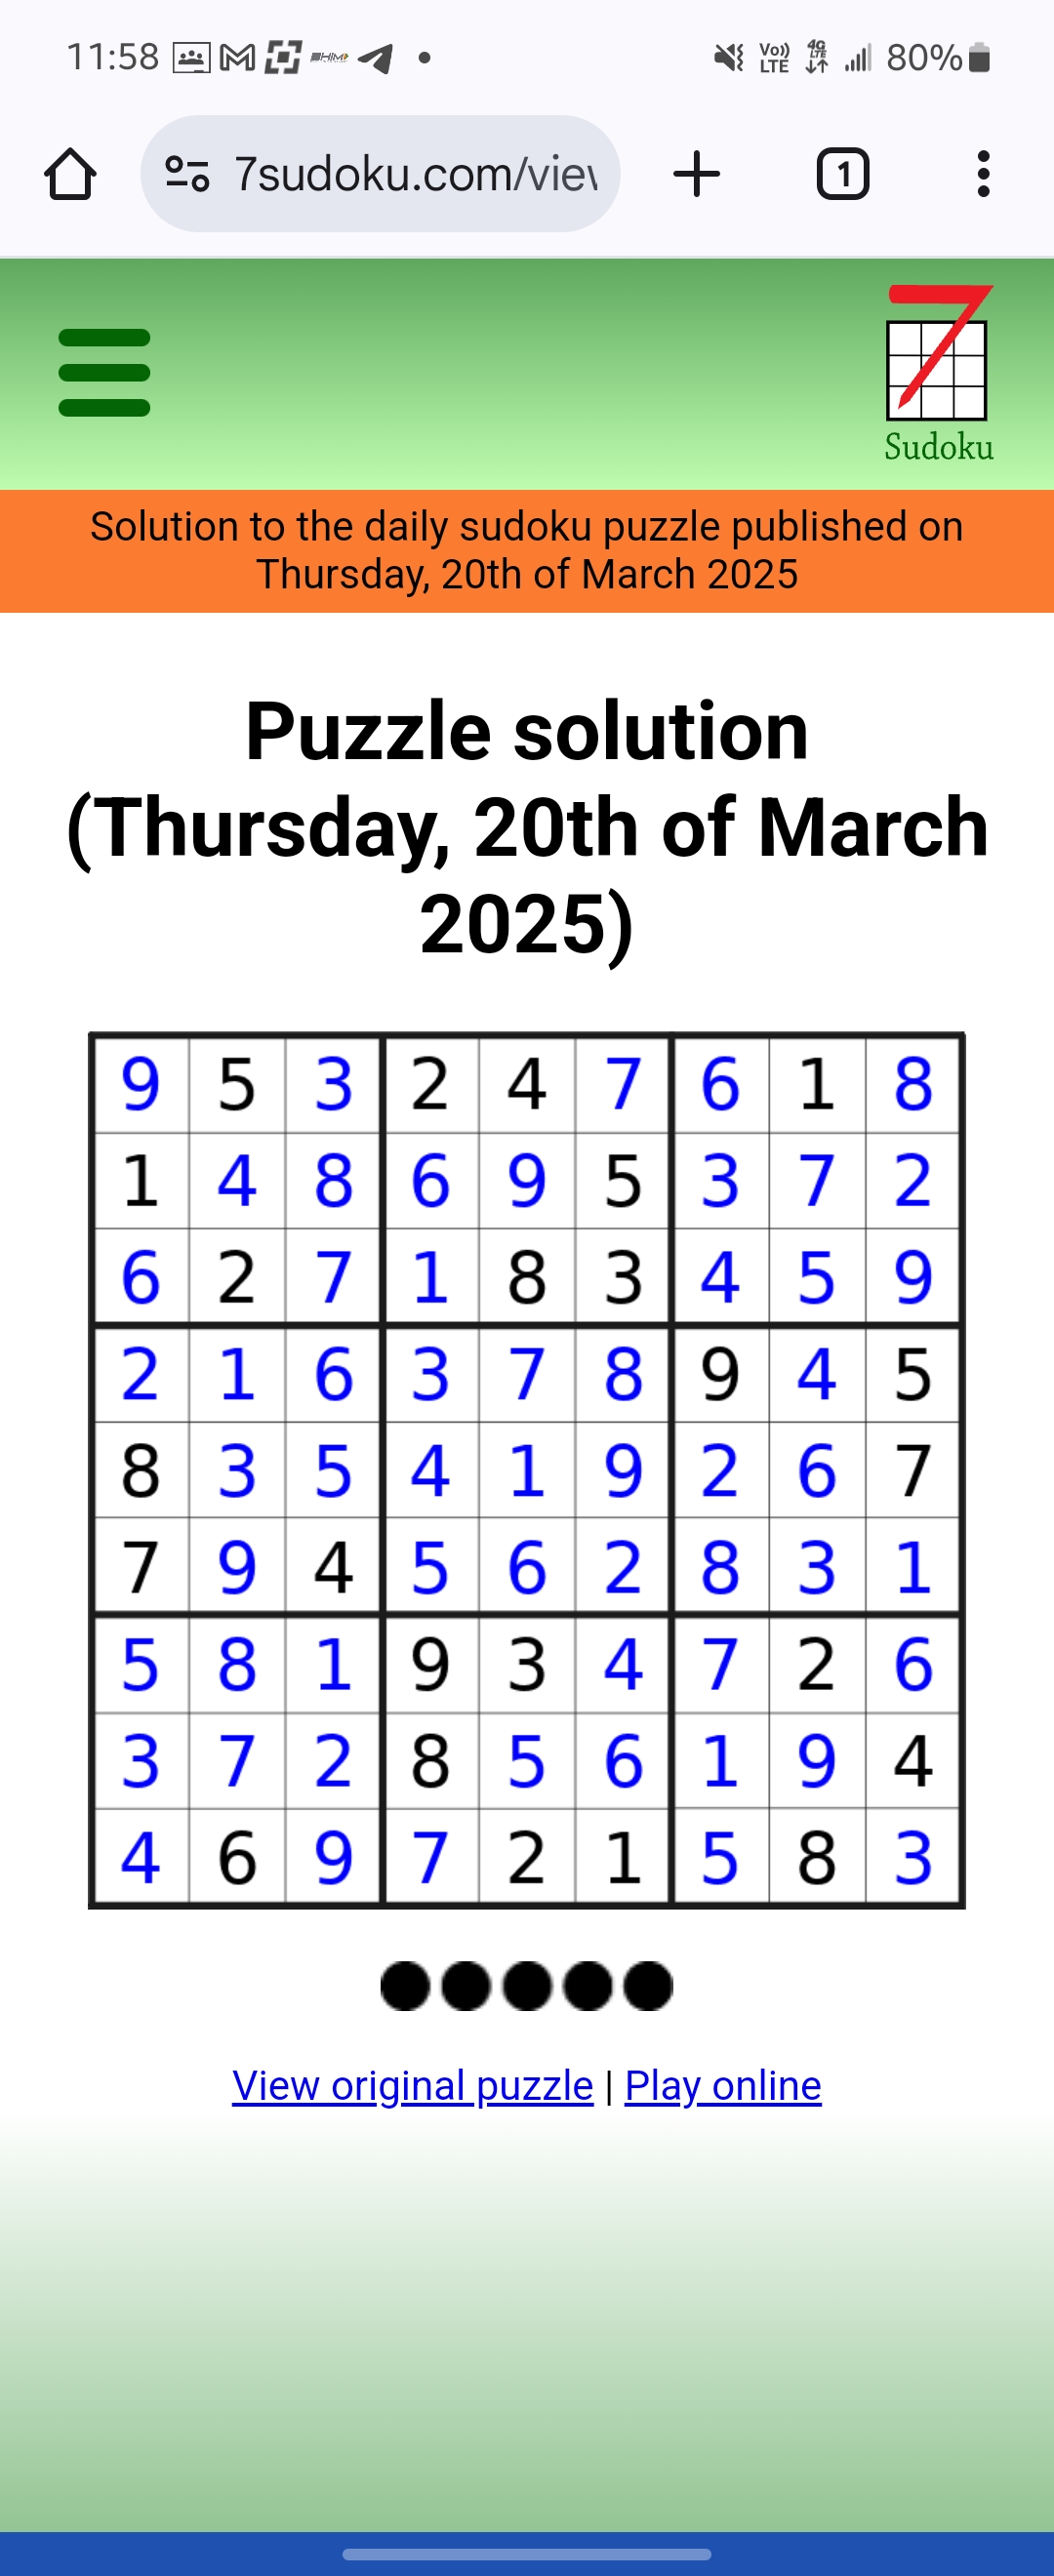 11:58 80%
7sudoku.com/view
1
7
Sudoku
Solution to the daily sudoku puzzle published on
Thursday, 20th of March 2025
Puzzle solution
(Thursday, 20th of March
2025)
9 5 3 2 4 7 6 1 8
1 4 8 6 9 5 3 7 2
6 2 7 1 8 3 4 5 9
2 1 6 3 7 8 9 4 5
8 3 5 4 1 9 2 6 7
7 9 4 5 6 2 8 3 1
5 8 1 9 3 4 7 2 6
3 7 2 8 5 6 1 9 4
4 6 9 7 2 1 5 8 3
View original puzzle | Play online